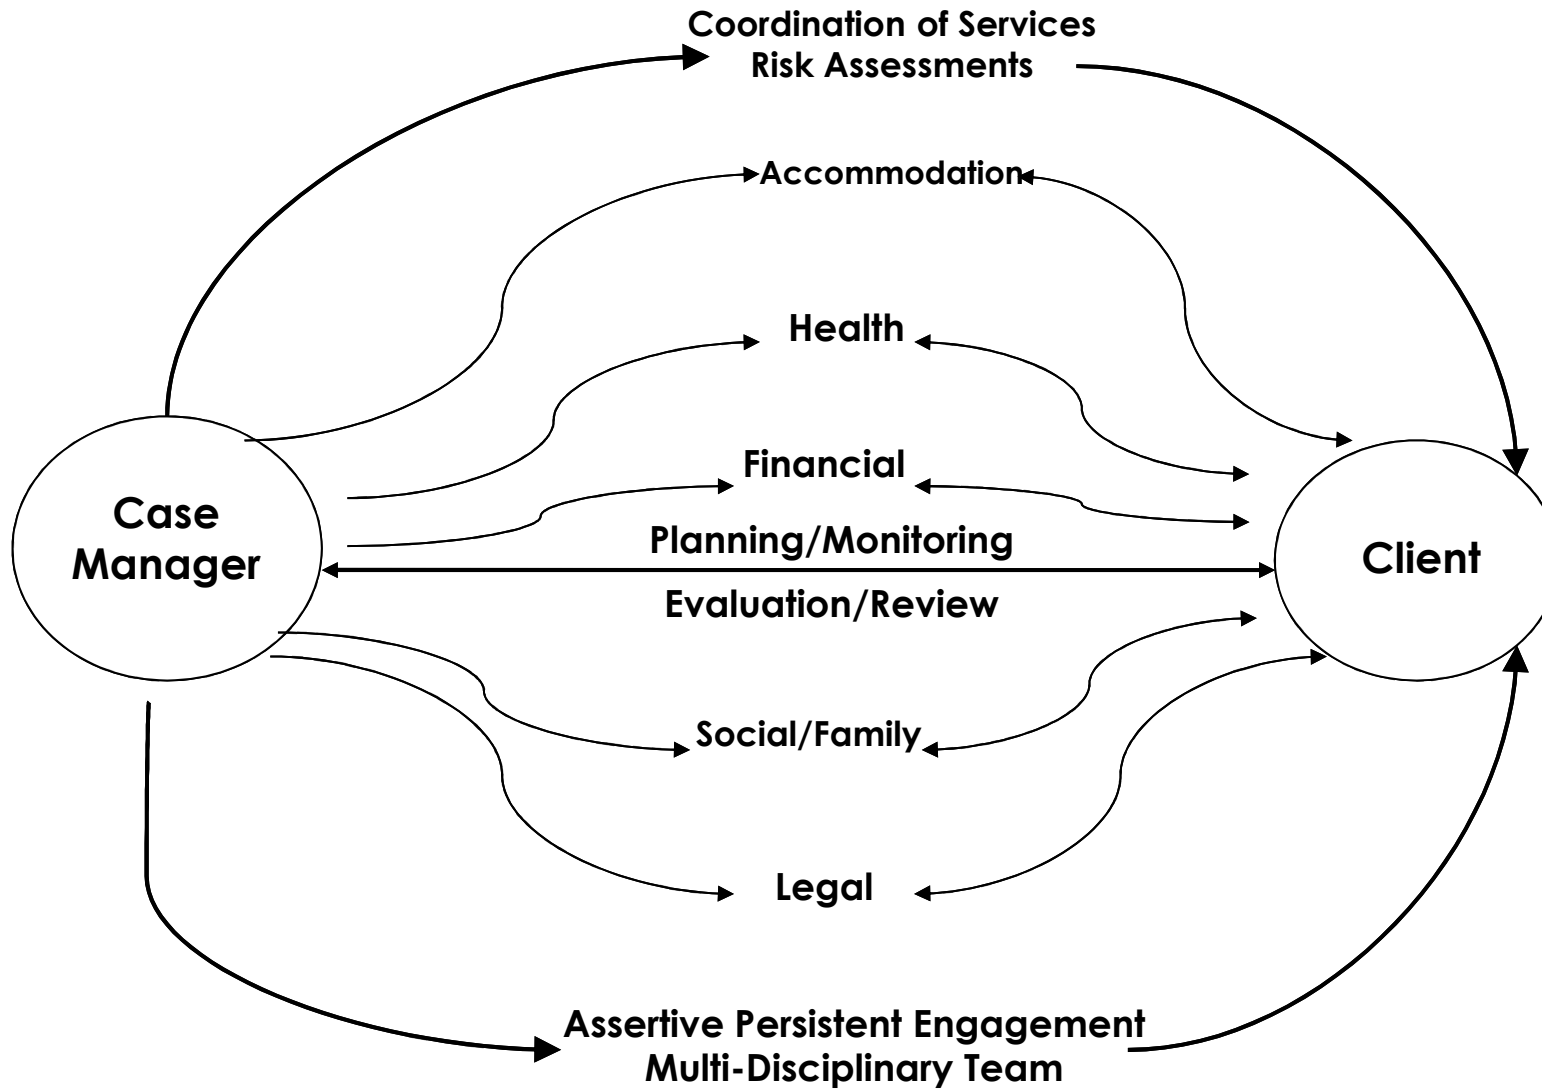 Coordination of Services
Risk Assessments
Accommodation
Health
Financial
Case
Manager
Planning/Monitoring
Client
Evaluation/Review
Social/Family
Legal
Assertive Persistent Engagement
Multi-Disciplinary Team